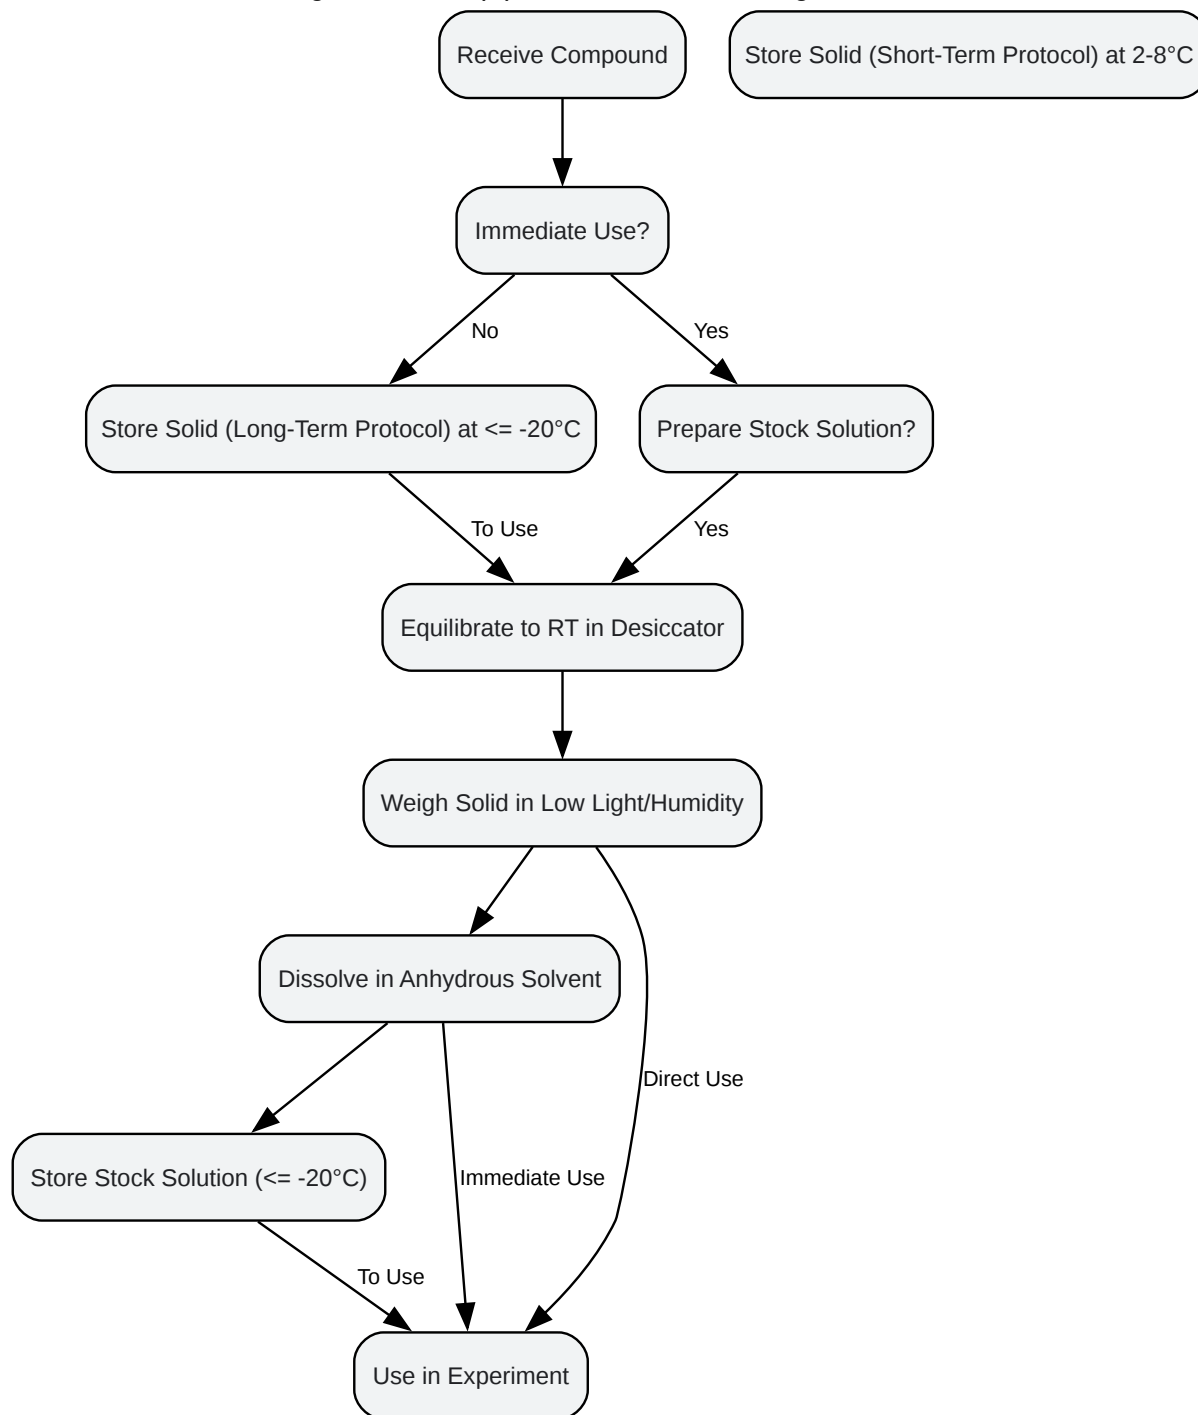 Receive Compound
Store Solid (Short-Term Protocol) at 2-8°C
Immediate Use?
No
Yes
Store Solid (Long-Term Protocol) at <= -20°C
Prepare Stock Solution?
To Use
Yes
Equilibrate to RT in Desiccator
Weigh Solid in Low Light/Humidity
Dissolve in Anhydrous Solvent
Direct Use
Store Stock Solution (<= -20°C)
Immediate Use
To Use
Use in Experiment